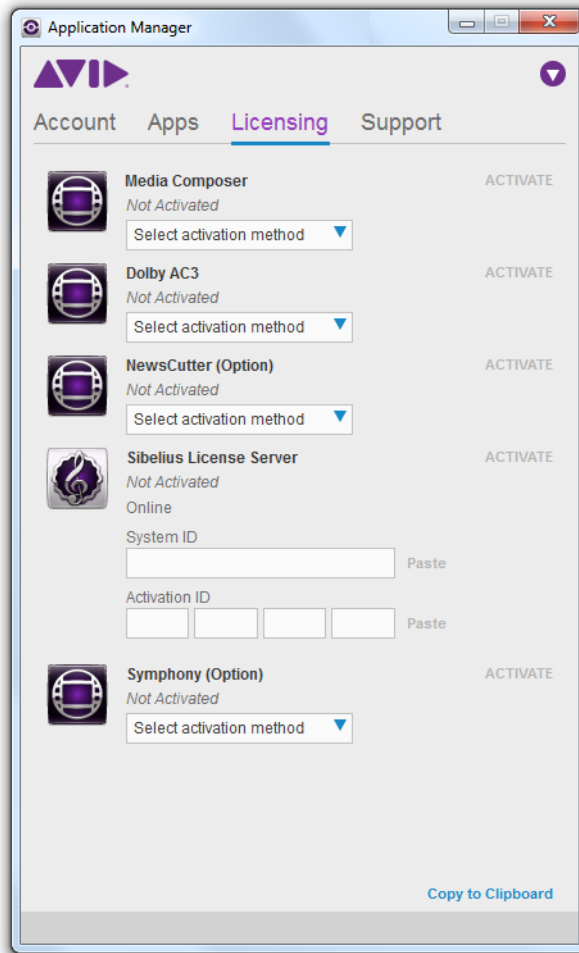 Application Manager
AVID
Account Apps Licensing Support
Media Composer ACTIVATE
Not Activated
Select activation method
Dolby AC3 ACTIVATE
Not Activated
Select activation method
NewsCutter (Option) ACTIVATE
Not Activated
Select activation method
Sibelius License Server ACTIVATE
Not Activated
Online
System ID
Paste
Activation ID
Paste
Symphony (Option) ACTIVATE
Not Activated
Select activation method
Copy to Clipboard